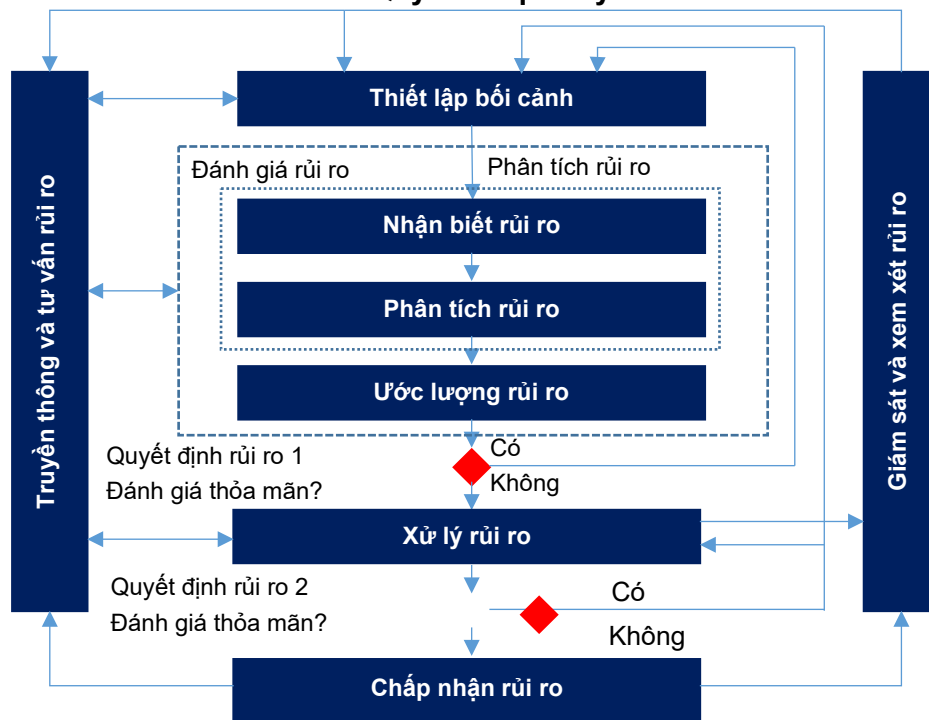 Thiết lập bối cảnh
Đánh giá rủi ro
Phân tích rủi ro
Nhận biết rủi ro
Phân tích rủi ro
Ước lượng rủi ro
Truyền thông và tư vấn rủi ro
Giám sát và xem xét rủi ro
Quyết định rủi ro 1
Đánh giá thỏa mãn?
Có
Không
Xử lý rủi ro
Quyết định rủi ro 2
Đánh giá thỏa mãn?
Có
Không
Chấp nhận rủi ro